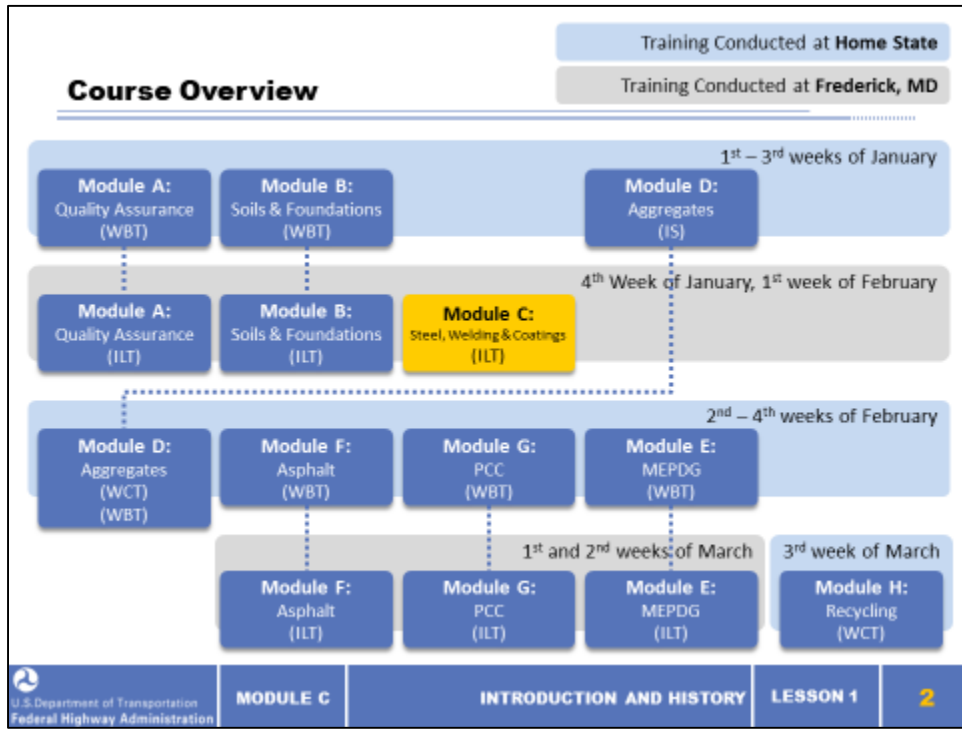 Training Conducted at Home State
Training Conducted at Frederick, MD
Course Overview
1st – 3rd weeks of January
Module A:
Quality Assurance
(WBT)
Module B:
Soils & Foundations
(WBT)
Module D:
Aggregates
(IS)
4th Week of January, 1st week of February
Module A:
Quality Assurance
(ILT)
Module B:
Soils & Foundations
(ILT)
Module C:
Steel, Welding & Coatings
(ILT)
2nd – 4th weeks of February
Module D:
Aggregates
(WCT)
(WBT)
Module F:
Asphalt
(WBT)
Module G:
PCC
(WBT)
Module E:
MEPDG
(WBT)
1st and 2nd weeks of March
3rd week of March
Module F:
Asphalt
(ILT)
Module G:
PCC
(ILT)
Module E:
MEPDG
(ILT)
Module H:
Recycling
(WCT)
U.S.Department of Transportation
Federal Highway Administration
MODULE C
INTRODUCTION AND HISTORY
LESSON 1
2